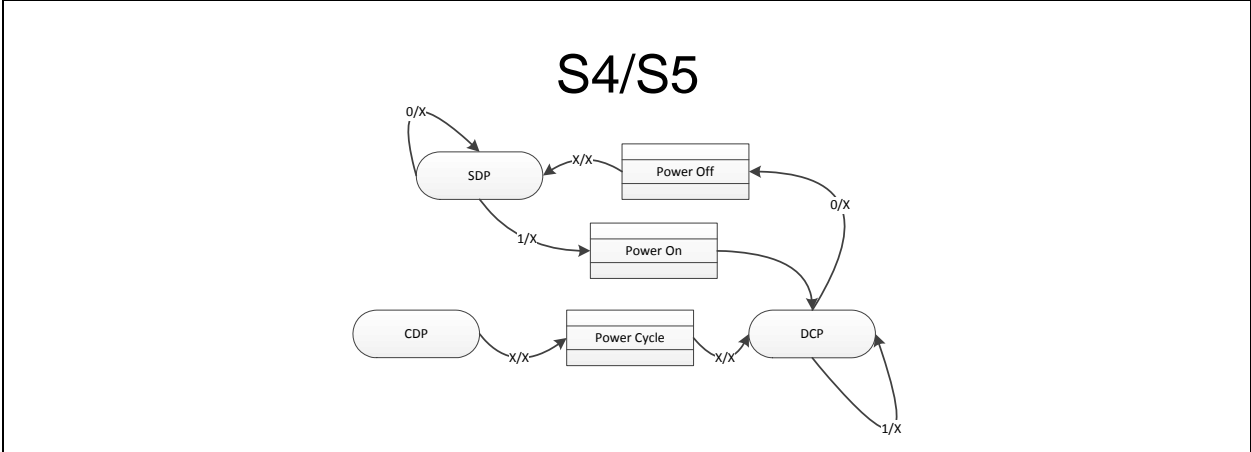 S4/S5
0/X
SDP
X/X
Power Off
0/X
1/X
Power On
CDP
X/X
Power Cycle
X/X
DCP
1/X